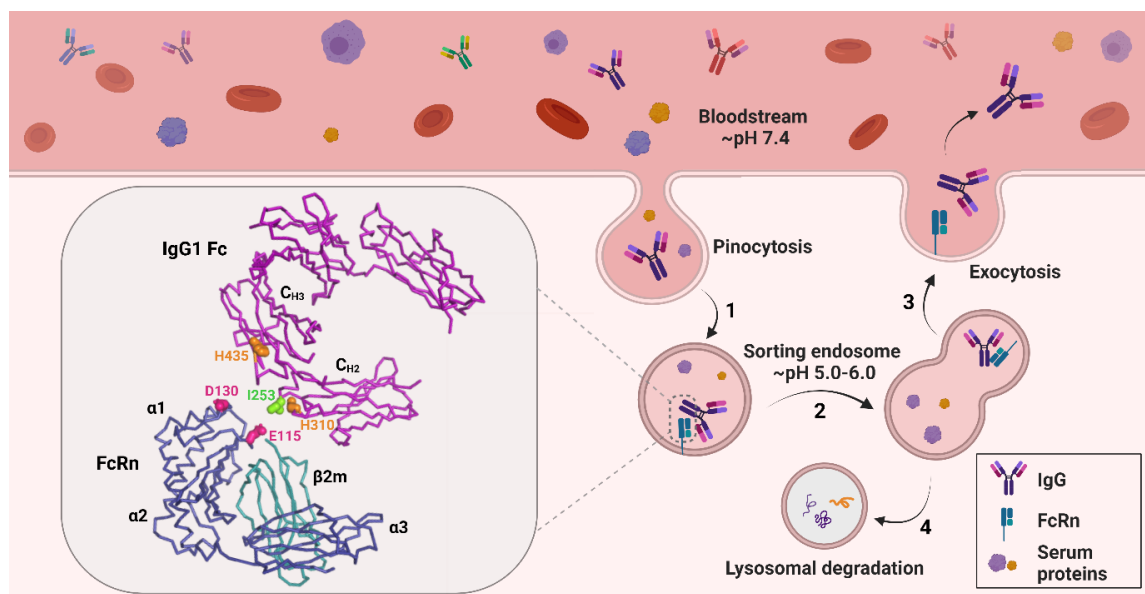 Bloodstream
~pH 7.4
IgG1 Fc
CH3
H435
CH2
D130
I253
α1
H310
E115
FcRn
β2m
α2
α3
Pinocytosis
1
Sorting endosome
~pH 5.0-6.0
2
3
Exocytosis
4
Lysosomal degradation
IgG
FcRn
Serum
proteins